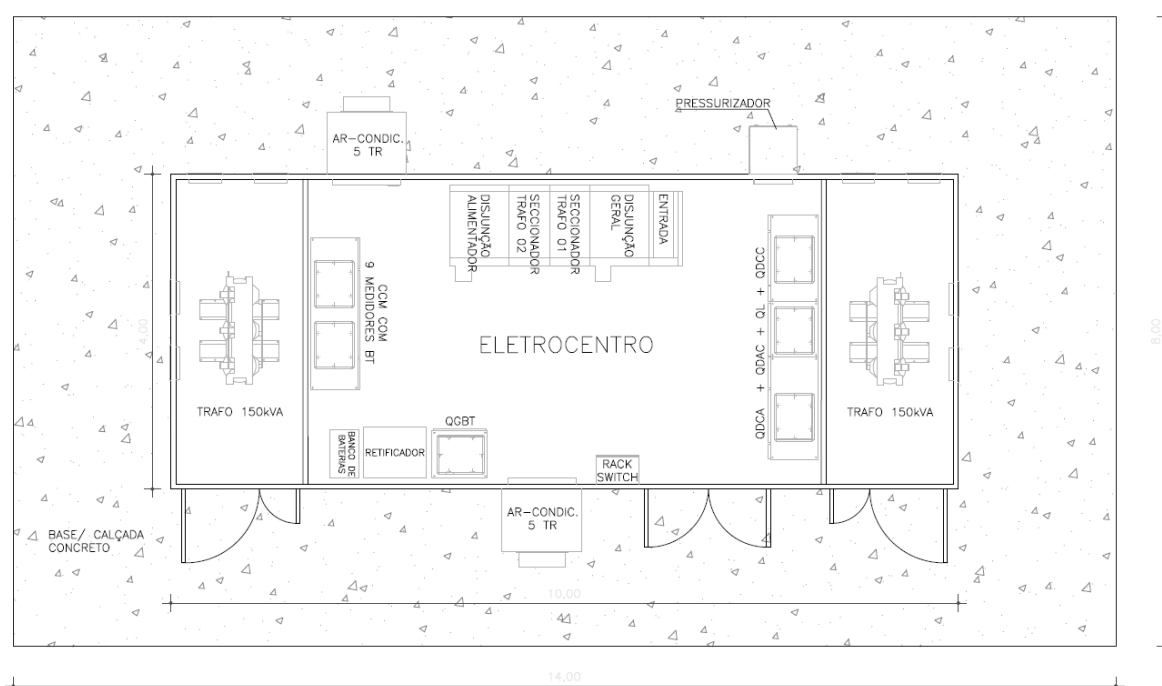 PRESSURIZADOR
AR-CONDIC.
5 TR
DISJUNÇÃO
ALIMENTADOR
SECCIONADOR
TRAFO 02
SECCIONADOR
TRAFO 01
DISJUNÇÃO
GERAL
ENTRADA
CCM COM
9 MEDIDORES BT
ELETROCENTRO
QDCA + QDAC + QL + QDCC
4,00
8,00
TRAFO 150kVA
TRAFO 150kVA
QGBT
BANCO DE
BATERIAS
RETIFICADOR
RACK
SWITCH
AR-CONDIC.
5 TR
BASE/ CALÇADA
CONCRETO
10,00
14,00